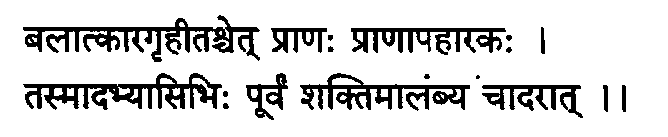 बलात्कारगृहीतश्चेत् प्राणः प्राणापहारकः ।
तस्मादभ्यासिभिः पूर्वं शक्तिमालंब्य चादरात् ।।